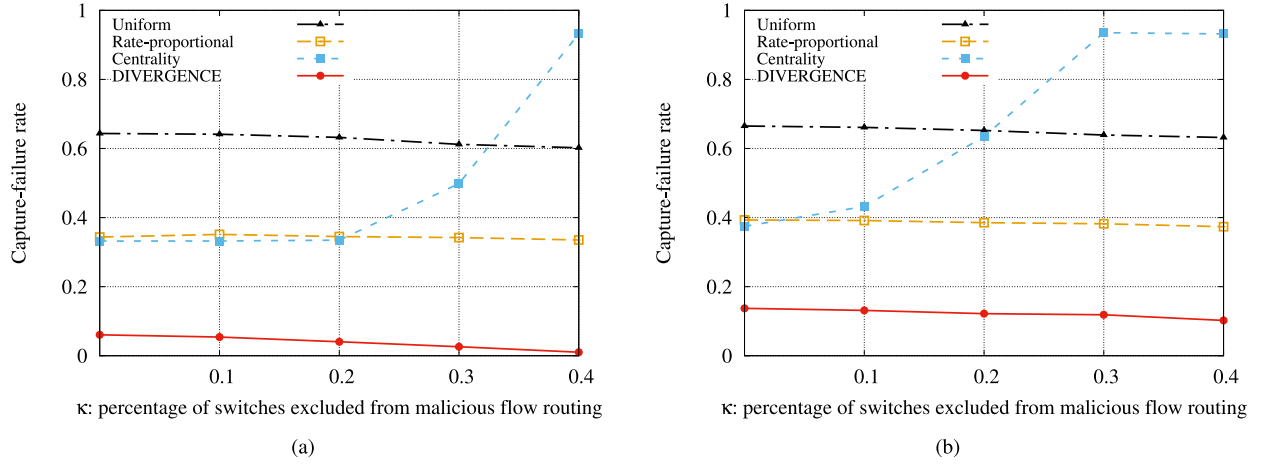 1
0.8
0.6
0.4
0.2
0
Capture-failure rate
Uniform
Rate-proportional
Centrality
DIVERGENCE
0.1 0.2 0.3 0.4
κ: percentage of switches excluded from malicious flow routing
(a)
1
0.8
0.6
0.4
0.2
0
Capture-failure rate
Uniform
Rate-proportional
Centrality
DIVERGENCE
0.1 0.2 0.3 0.4
κ: percentage of switches excluded from malicious flow routing
(b)